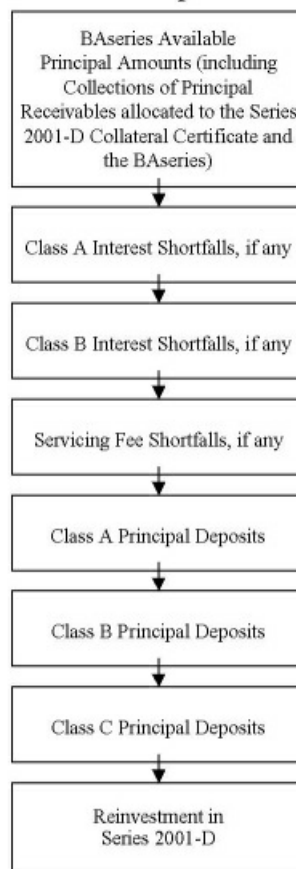 BAseries Available
Principal Amounts (including
Collections of Principal
Receivables allocated to the Series
2001-D Collateral Certificate and
the BAseries)
Class A Interest Shortfalls, if any
Class B Interest Shortfalls, if any
Servicing Fee Shortfalls, if any
Class A Principal Deposits
Class B Principal Deposits
Class C Principal Deposits
Reinvestment in
Series 2001-D